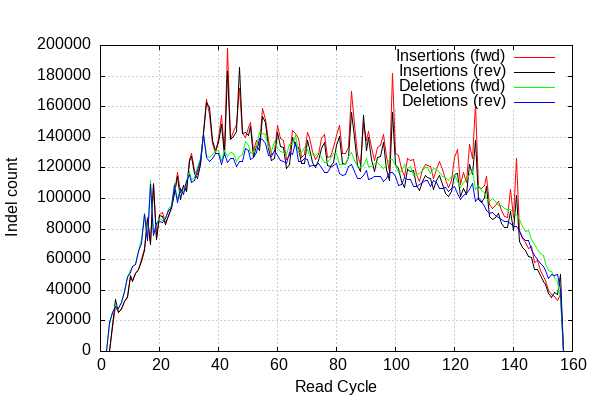 200000
180000
160000
140000
120000
100000
80000
60000
40000
20000
0
Indel count
Insertions (fwd)
Insertions (rev)
Deletions (fwd)
Deletions (rev)
0 20 40 60 80 100 120 140 160
Read Cycle